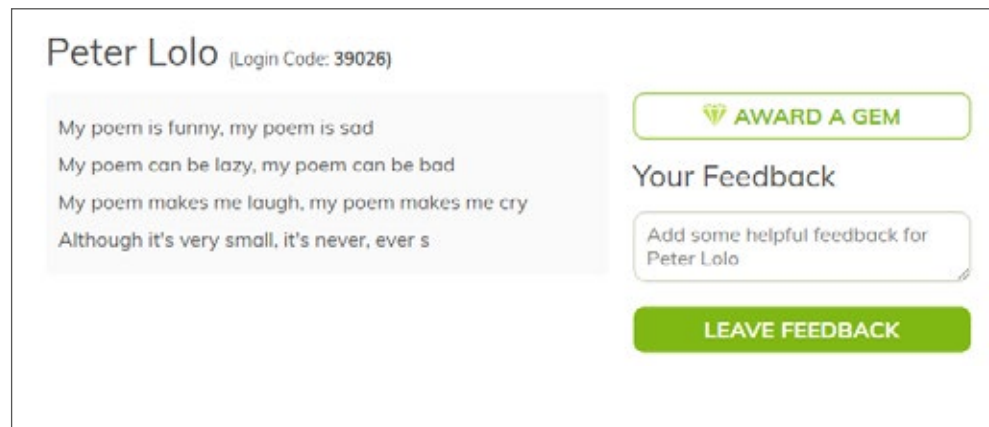 Peter Lolo (Login Code: 39026)
My poem is funny, my poem is sad
My poem can be lazy, my poem can be bad
My poem makes me laugh, my poem makes me cry
Although it's very small, it's never, ever s
AWARD A GEM
Your Feedback
Add some helpful feedback for
Peter Lolo
LEAVE FEEDBACK